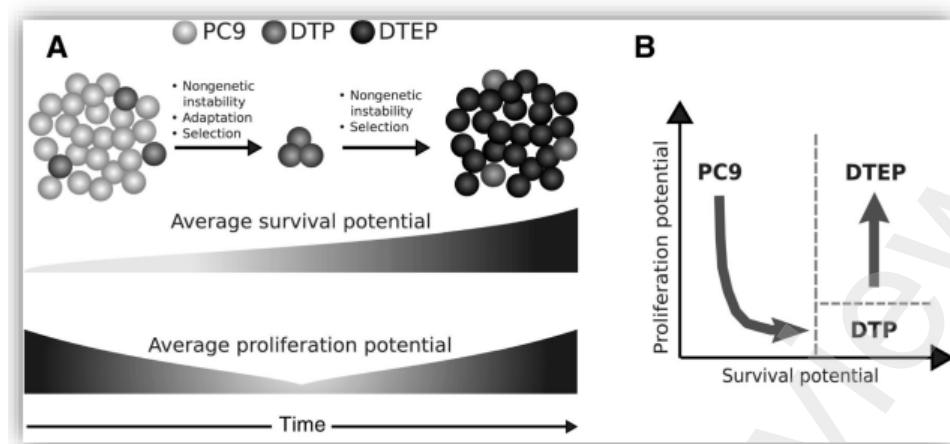 A
PC9 DTP DTEP
• Nongenetic
instability
• Adaptation
• Selection
• Nongenetic
instability
• Selection
Average survival potential
Average proliferation potential
Time
B
Proliferation potential
PC9
DTEP
DTP
Survival potential
view